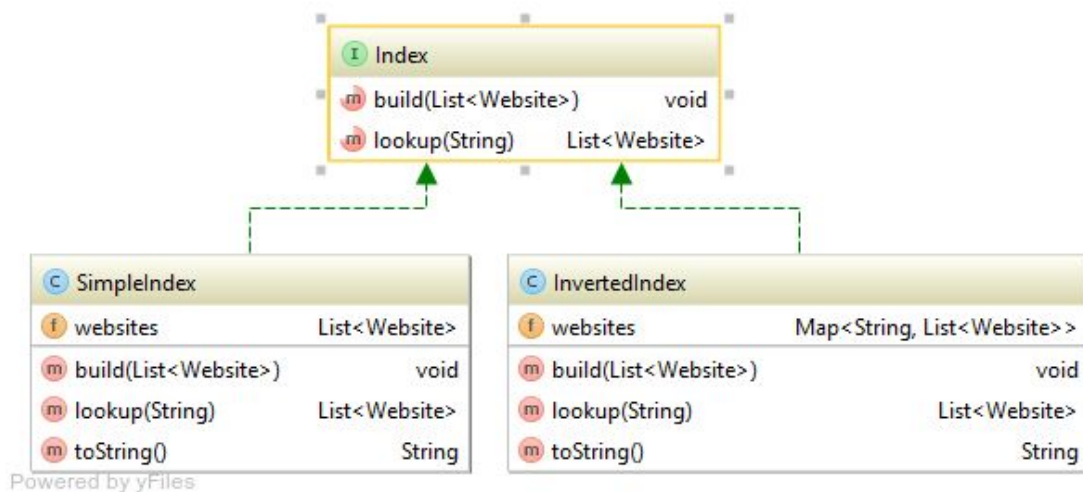 I Index
m build(List<Website>) void
m lookup(String) List<Website>
C SimpleIndex
f websites List<Website>
m build(List<Website>) void
m lookup(String) List<Website>
m toString() String
C InvertedIndex
f websites Map<String, List<Website>>
m build(List<Website>) void
m lookup(String) List<Website>
m toString() String
Powered by yFiles